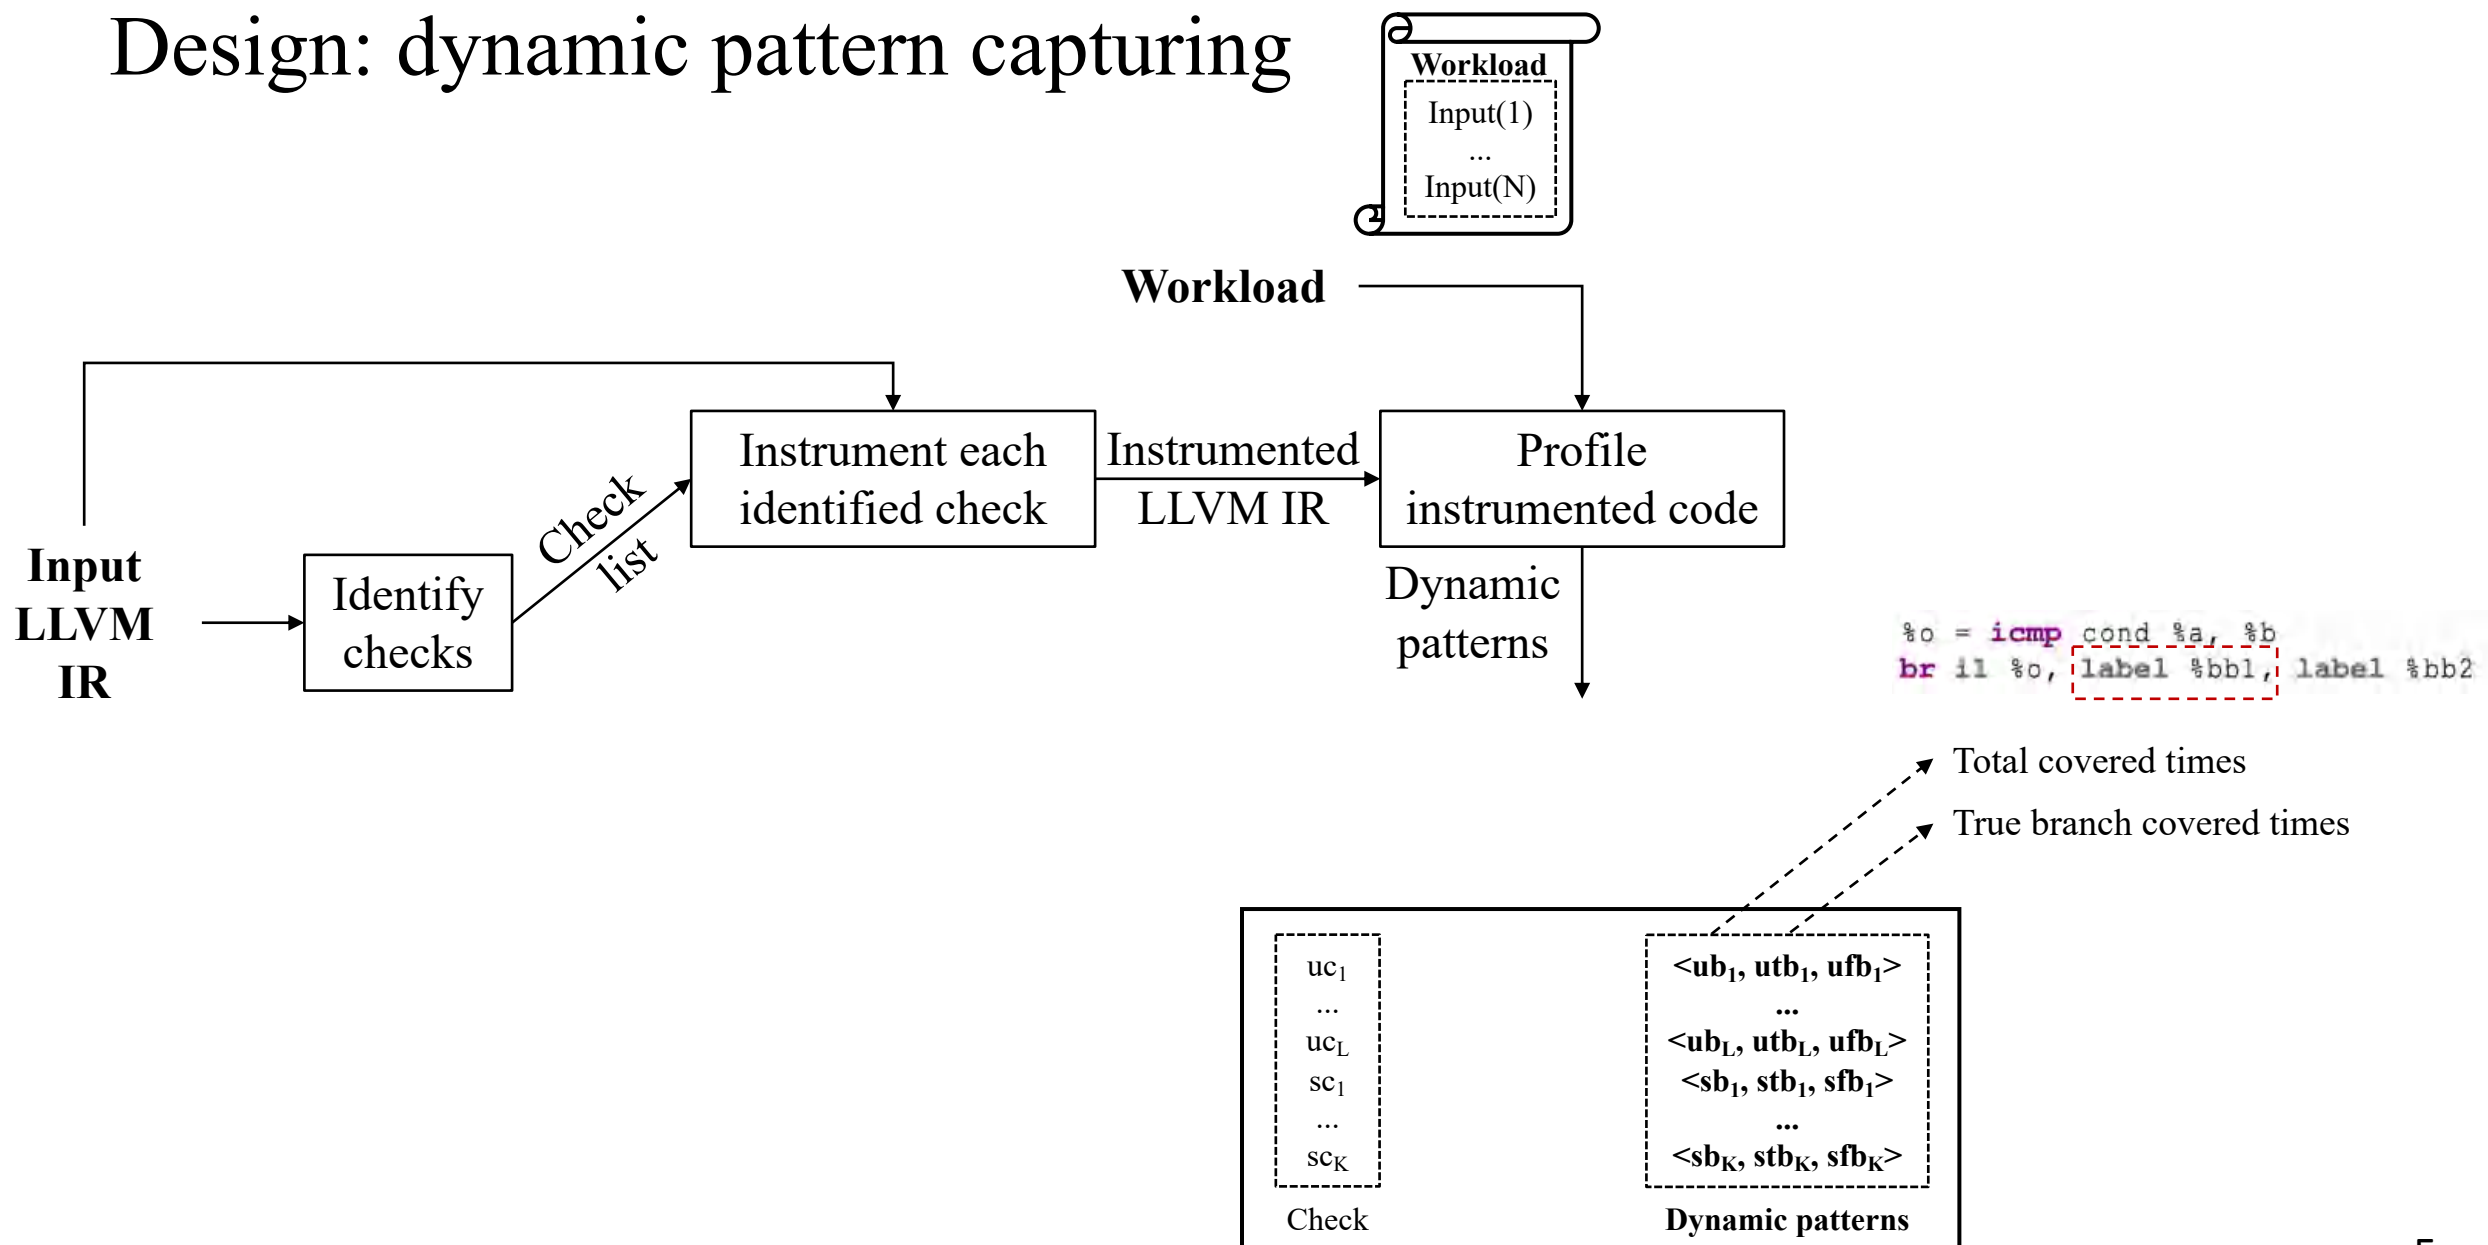 Design: dynamic pattern capturing
Workload
Input(1)
...
Input(N)
Workload
Instrument each
identified check
Instrumented
LLVM IR
Profile
instrumented code
Check
list
Input
LLVM
IR
Identify
checks
Dynamic
patterns
%o = icmp cond %a, %b
br i1 %o, label %bb1, label %bb2
Total covered times
True branch covered times
uc1
...
ucL
sc1
...
scK
Check
<ub1, utb1, ufb1>
...
<ubL, utbL, ufbL>
<sb1, stb1, sfb1>
...
<sbK, stbK, sfbK>
Dynamic patterns